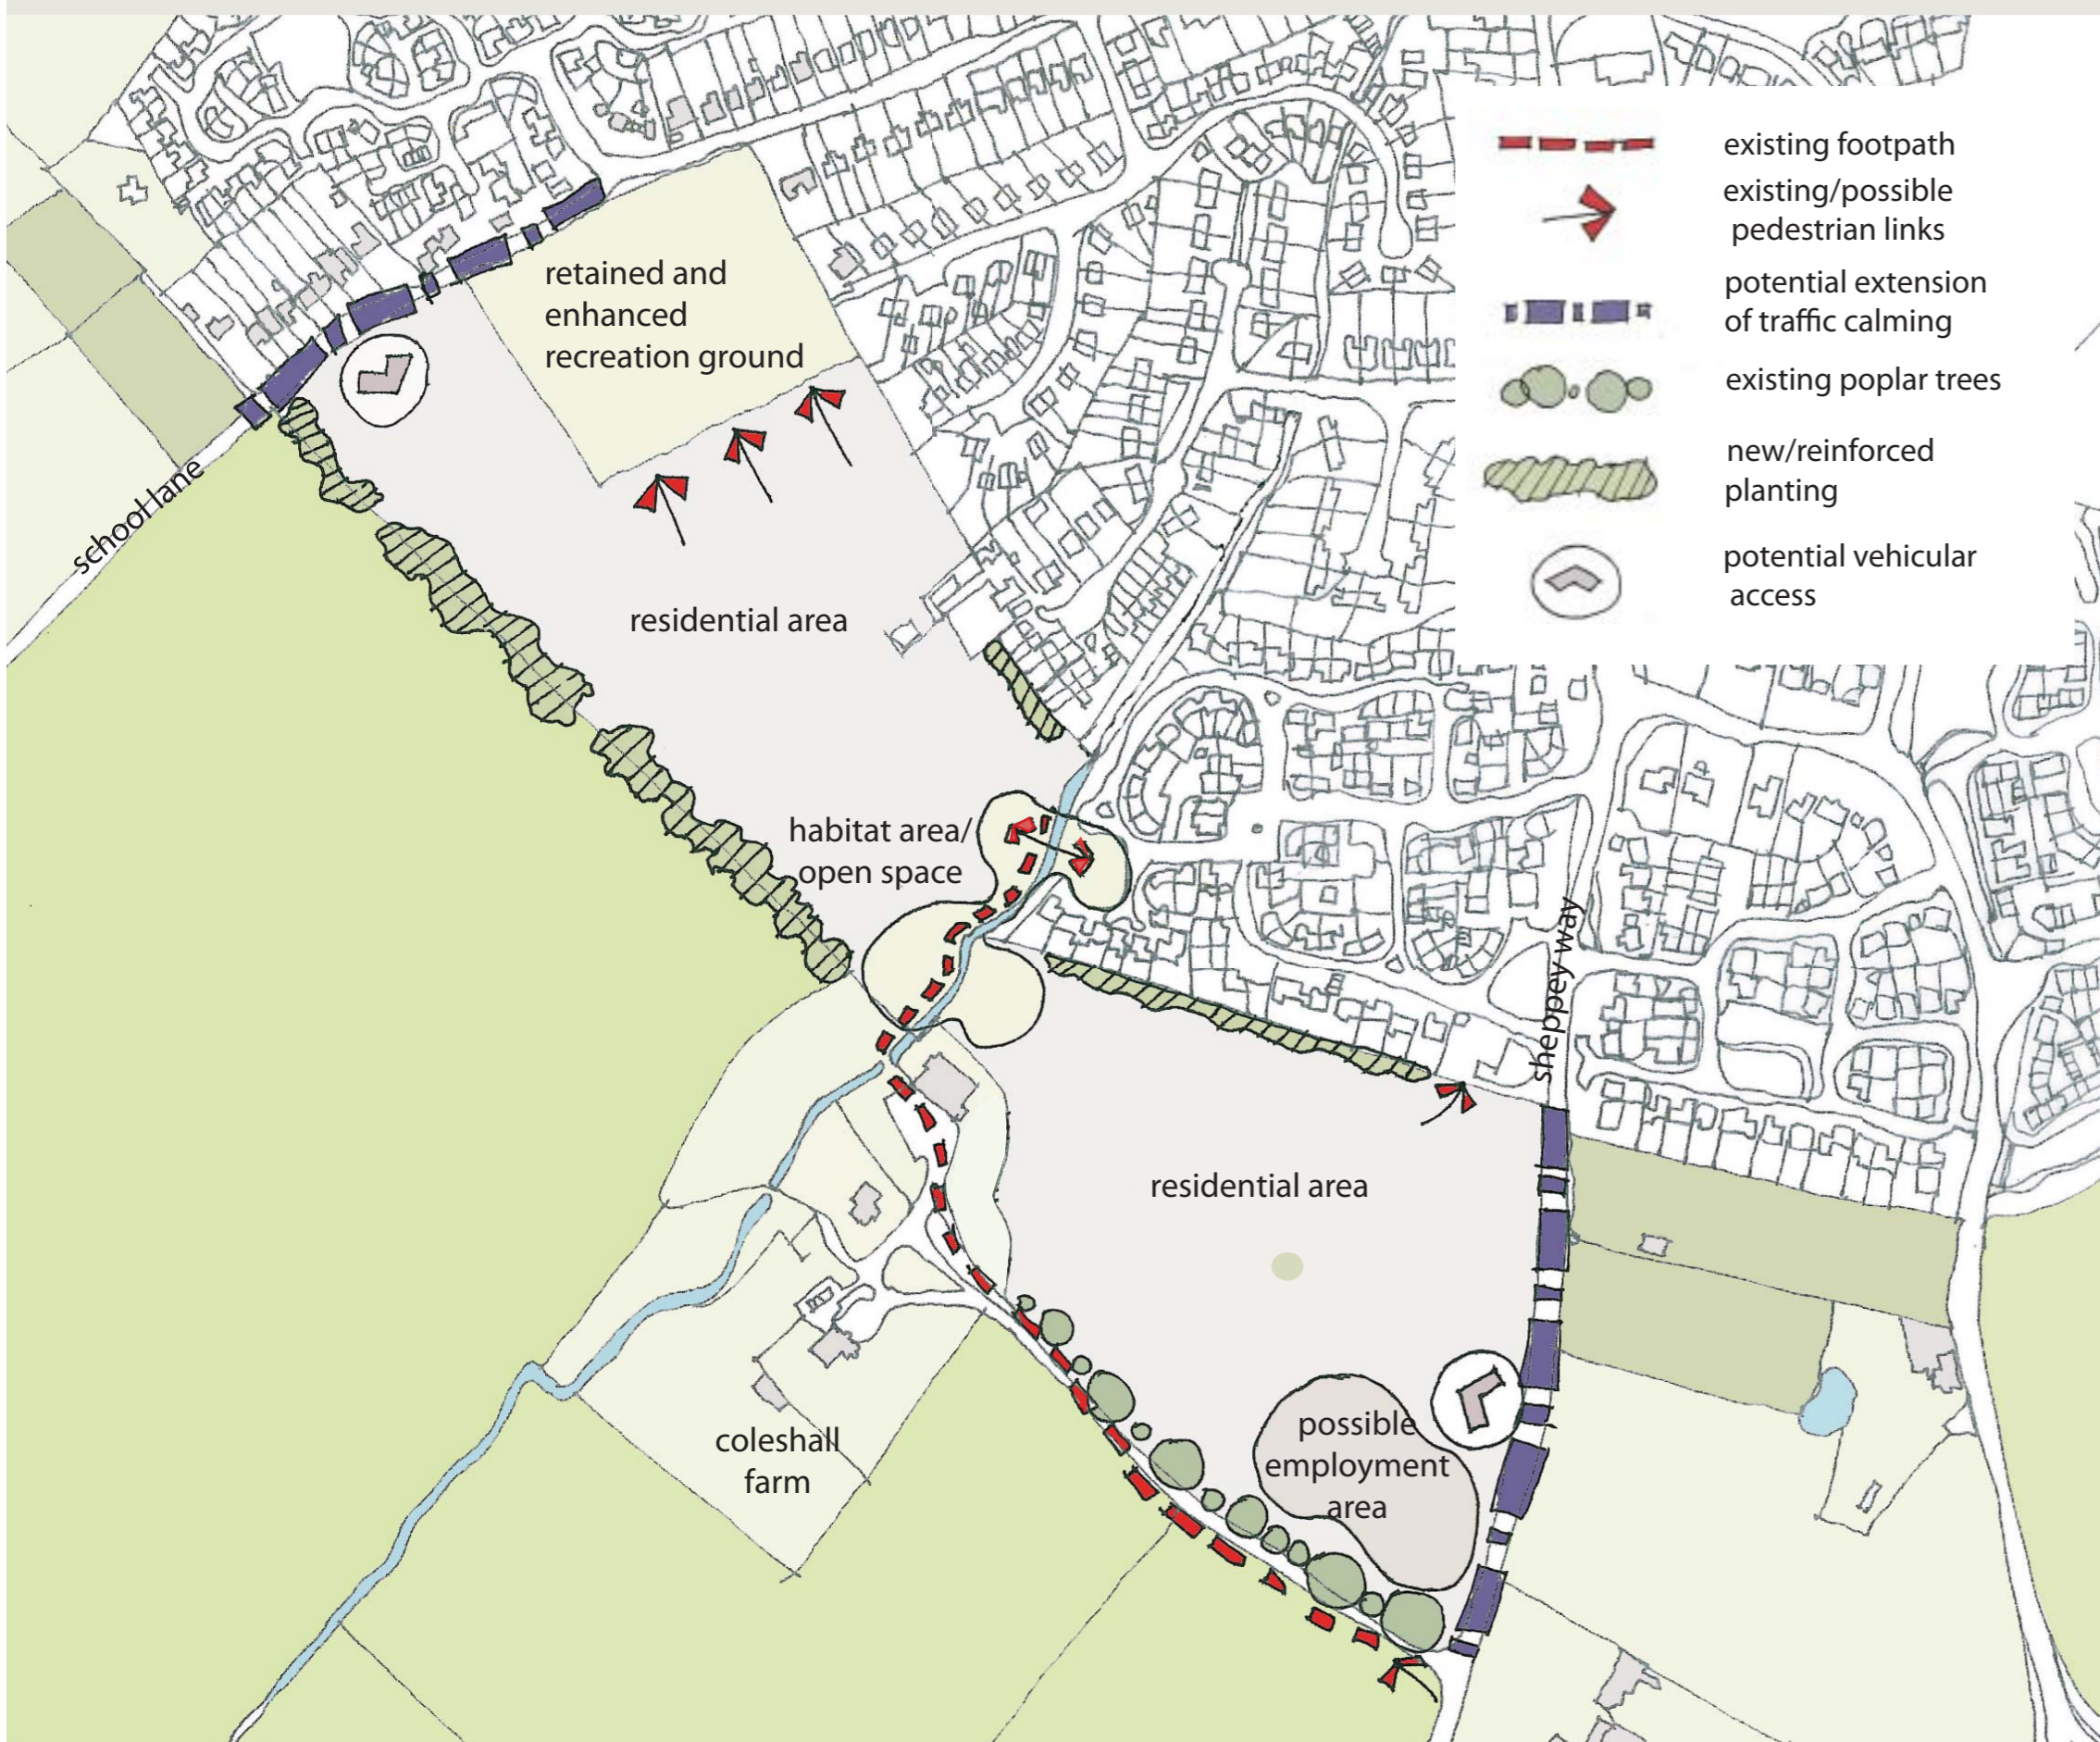 existing footpath
existing/possible
pedestrian links
potential extension
of traffic calming
existing poplar trees
new/reinforced
planting
potential vehicular
access
retained and
enhanced
recreation ground
school lane
residential area
habitat area/
open space
sheppey way
residential area
possible
employment
area
coleshall
farm